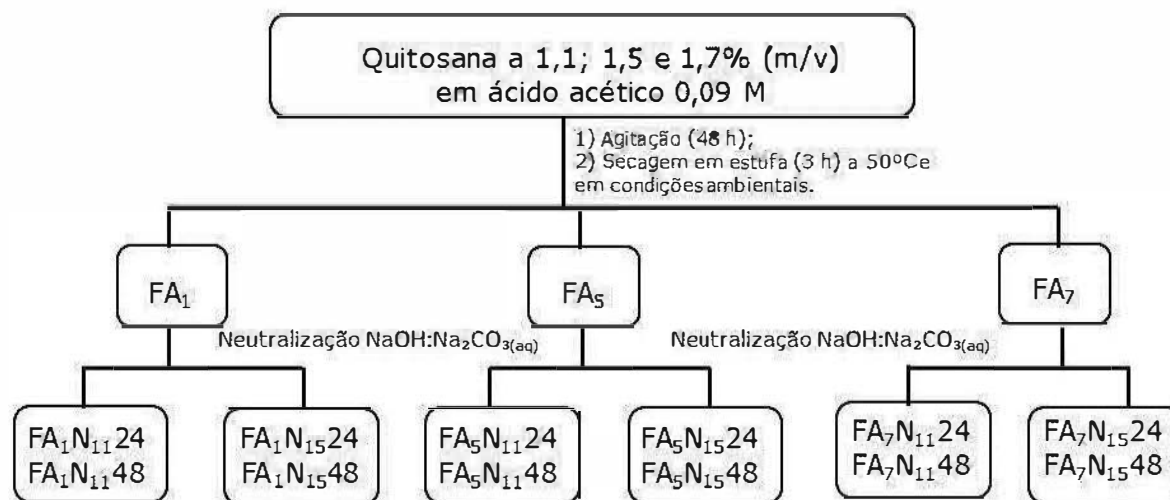 Quitosana a 1,1; 1,5 e 1,7% (m/v)
em ácido acético 0,09 M
1) Agitação (48 h);
2) Secagem em estufa (3 h) a 50ºCe
em condições ambientais.
FA₁
FA₅
FA₇
Neutralização NaOH:Na₂CO₃(aq)
Neutralização NaOH:Na₂CO₃(aq)
FA₁N₁₁24
FA₁N₁₁48
FA₁N₁₅24
FA₁N₁₅48
FA₅N₁₁24
FA₅N₁₁48
FA₅N₁₅24
FA₅N₁₅48
FA₇N₁₁24
FA₇N₁₁48
FA₇N₁₅24
FA₇N₁₅48